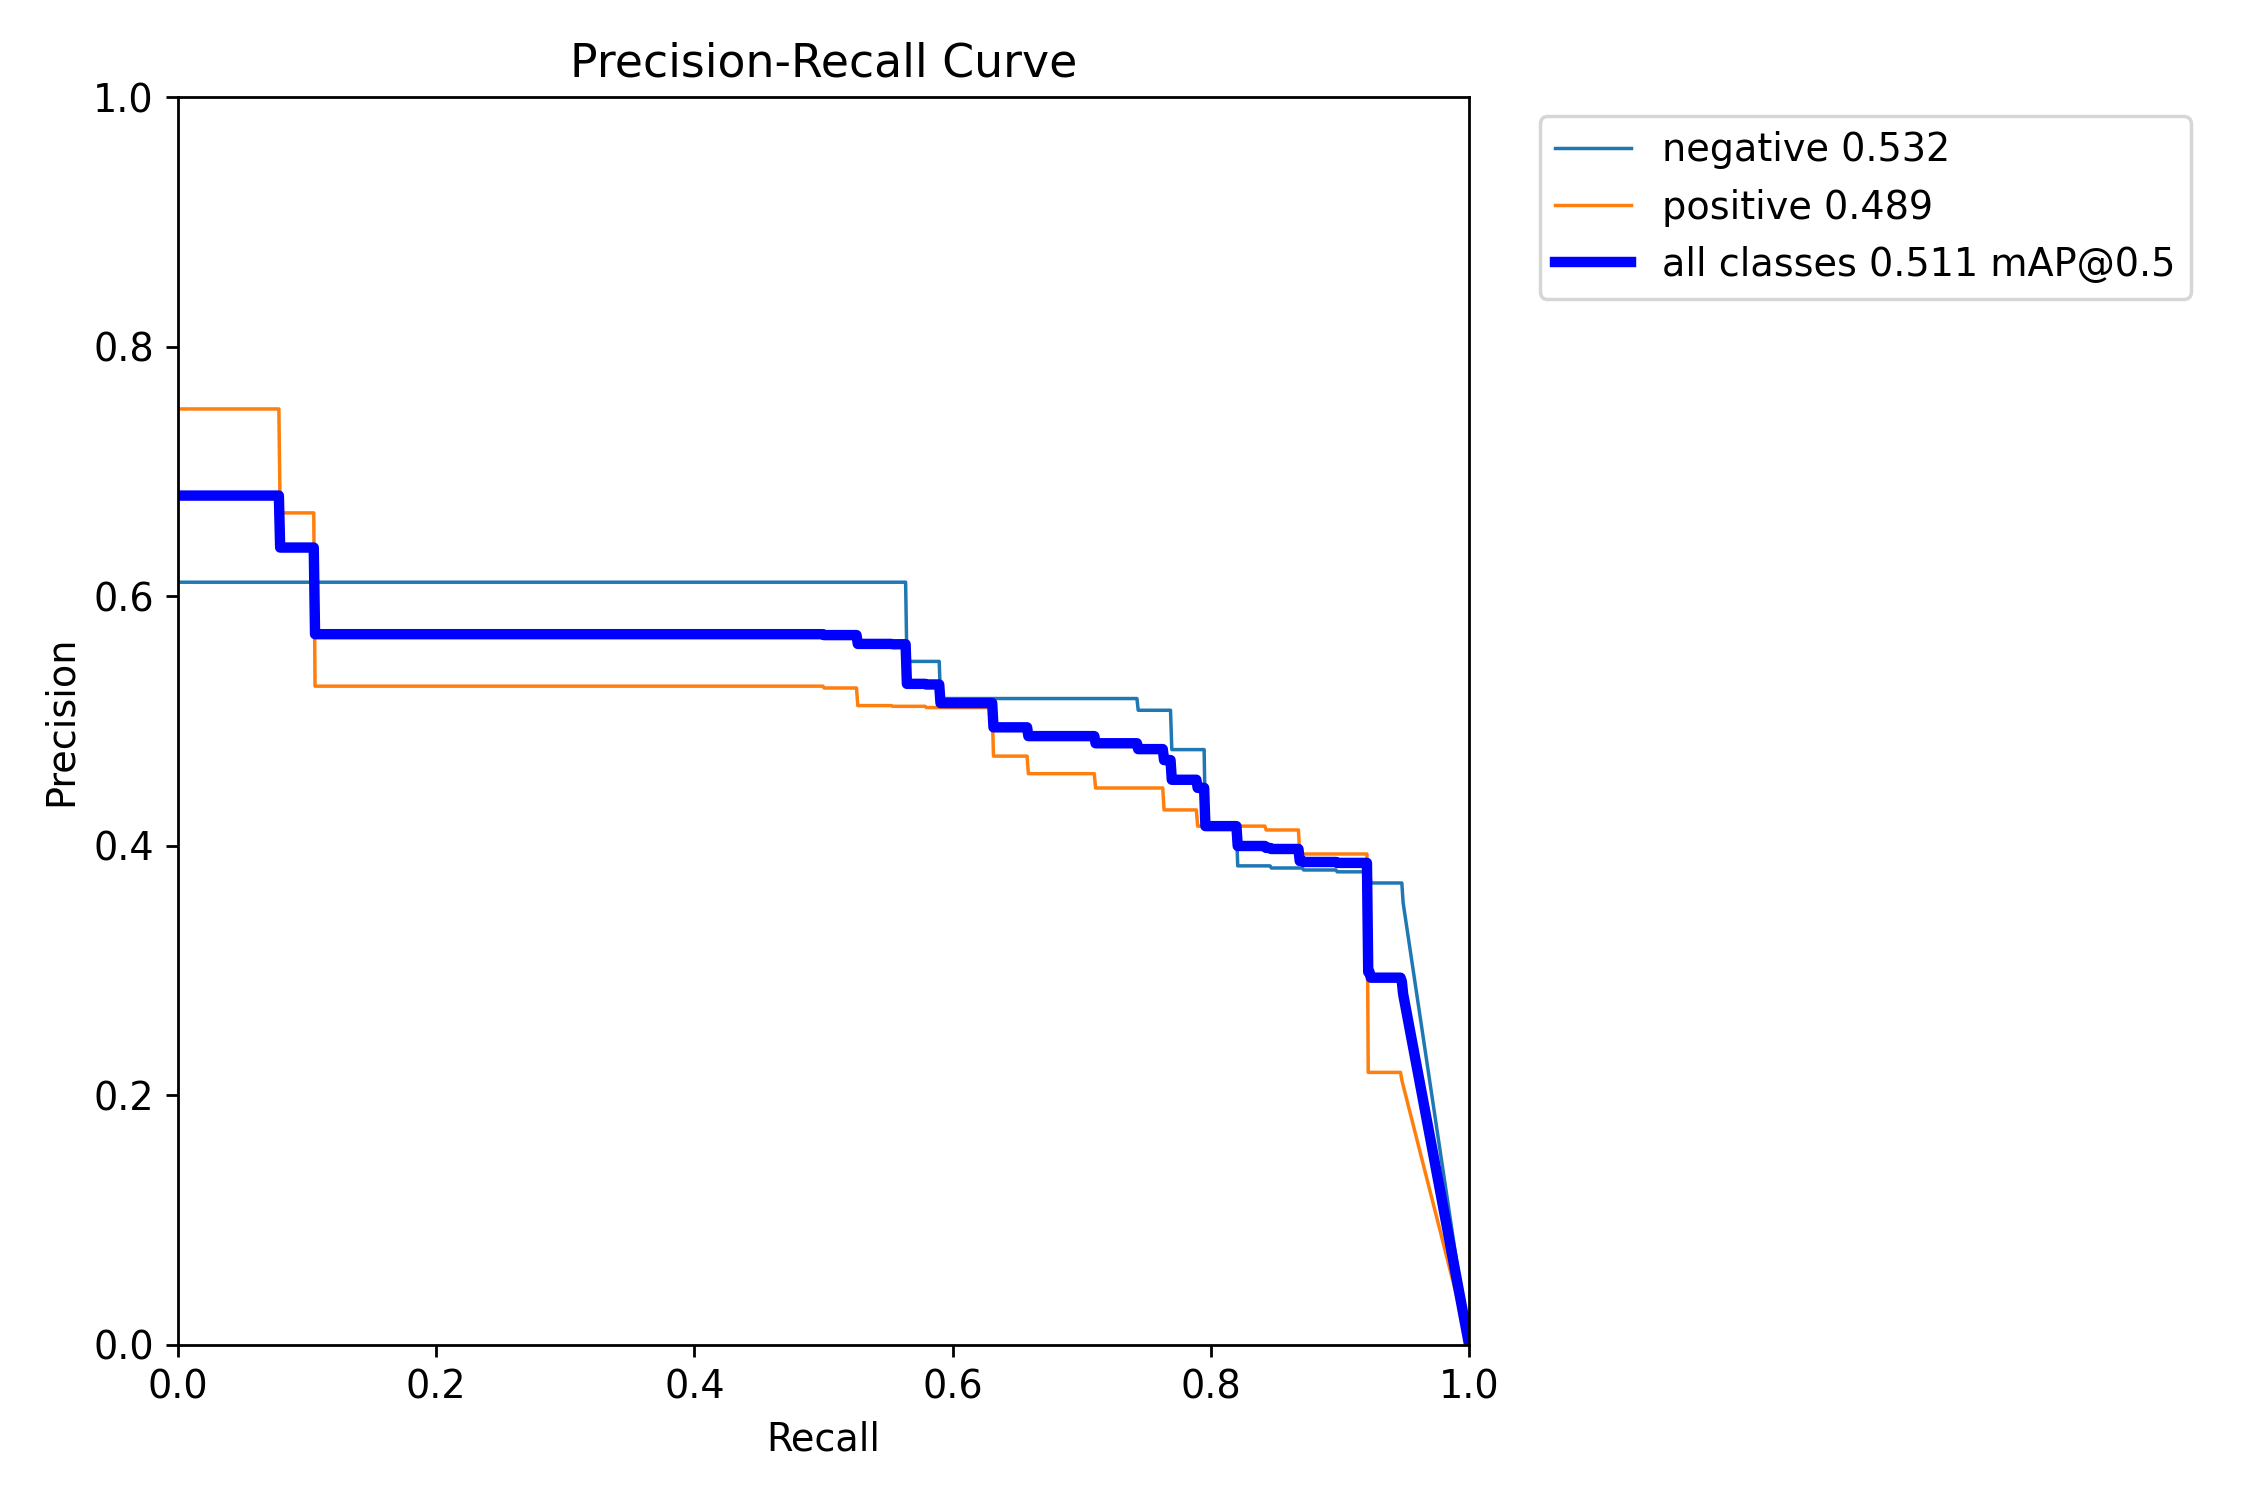 Precision-Recall Curve
1.0
0.8
0.6
0.4
0.2
0.0
Precision
0.0 0.2 0.4 0.6 0.8 1.0
Recall
negative 0.532
positive 0.489
all classes 0.511 mAP@0.5